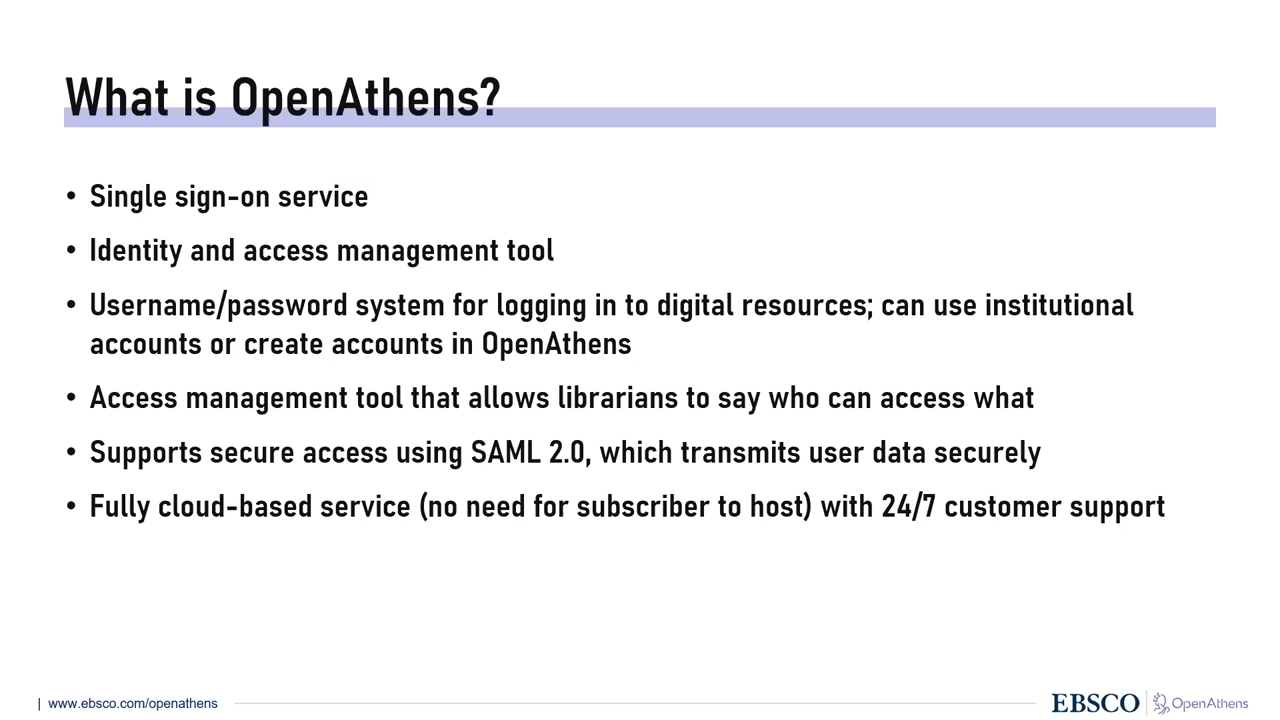 What is OpenAthens?
• Single sign-on service
• Identity and access management tool
• Username/password system for logging in to digital resources; can use institutional
accounts or create accounts in OpenAthens
• Access management tool that allows librarians to say who can access what
• Supports secure access using SAML 2.0, which transmits user data securely
• Fully cloud-based service (no need for subscriber to host) with 24/7 customer support
| www.ebsco.com/openathens
EBSCO | OpenAthens